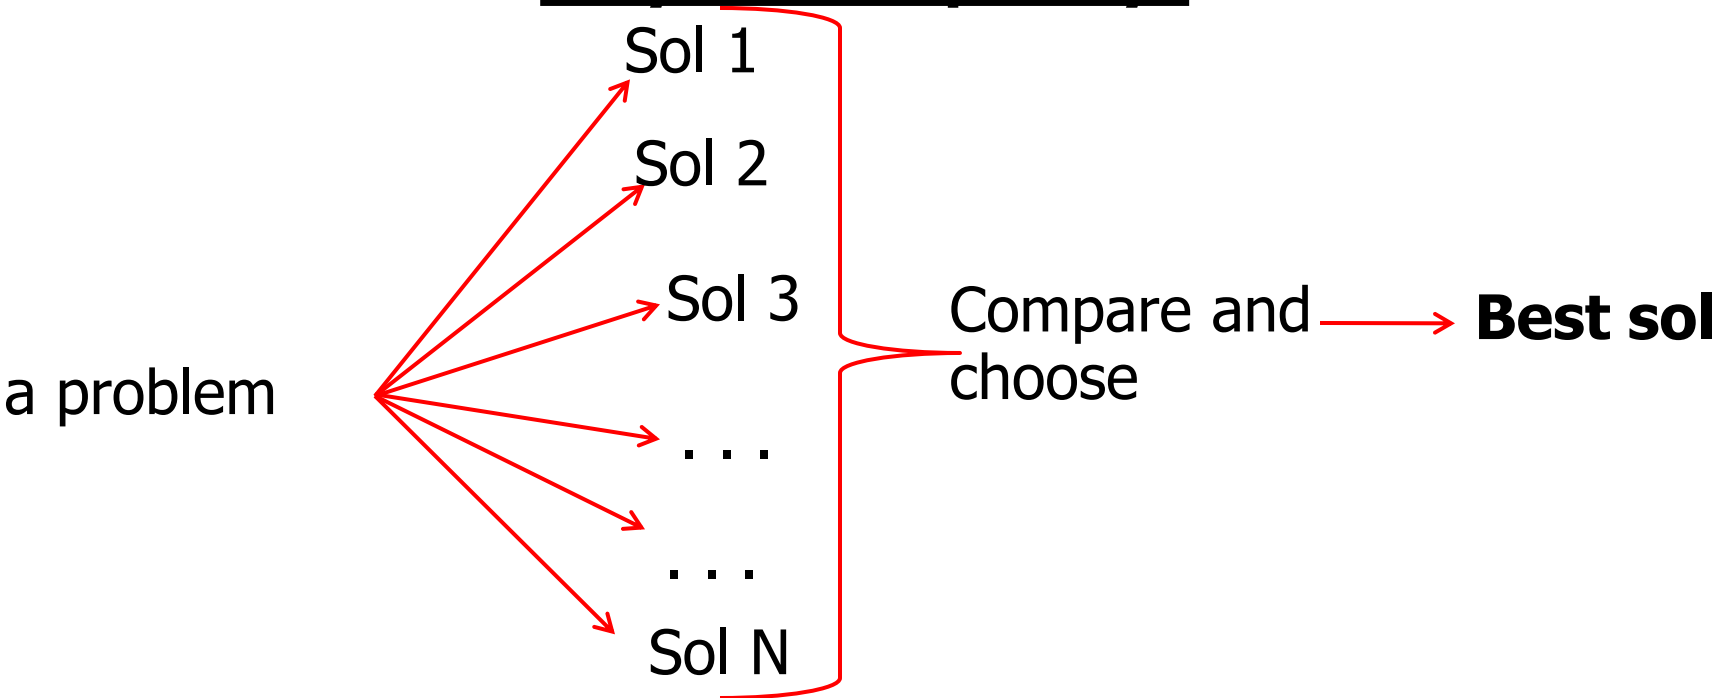 Sol 1
Sol 2
Sol 3
Compare and
choose
Best sol
a problem
. . .
. . .
Sol N